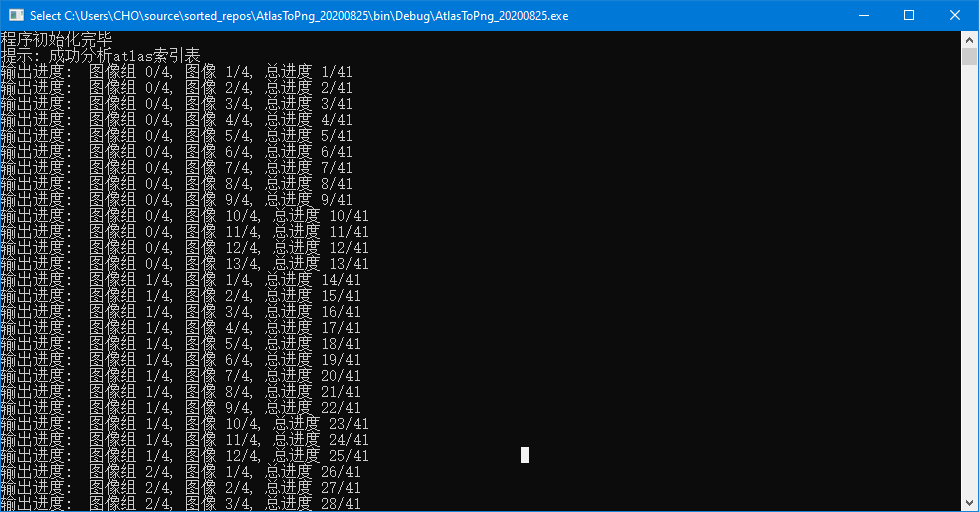 Select C:\Users\CHO\source\sorted_repos\AtlasToPng_20200825\bin\Debug\AtlasToPng_20200825.exe
程序初始化完毕
提示: 成功分析atlas索引表
输出进度: 图像组 0/4, 图像 1/4, 总进度 1/41
输出进度: 图像组 0/4, 图像 2/4, 总进度 2/41
输出进度: 图像组 0/4, 图像 3/4, 总进度 3/41
输出进度: 图像组 0/4, 图像 4/4, 总进度 4/41
输出进度: 图像组 0/4, 图像 5/4, 总进度 5/41
输出进度: 图像组 0/4, 图像 6/4, 总进度 6/41
输出进度: 图像组 0/4, 图像 7/4, 总进度 7/41
输出进度: 图像组 0/4, 图像 8/4, 总进度 8/41
输出进度: 图像组 0/4, 图像 9/4, 总进度 9/41
输出进度: 图像组 0/4, 图像 10/4, 总进度 10/41
输出进度: 图像组 0/4, 图像 11/4, 总进度 11/41
输出进度: 图像组 0/4, 图像 12/4, 总进度 12/41
输出进度: 图像组 0/4, 图像 13/4, 总进度 13/41
输出进度: 图像组 1/4, 图像 1/4, 总进度 14/41
输出进度: 图像组 1/4, 图像 2/4, 总进度 15/41
输出进度: 图像组 1/4, 图像 3/4, 总进度 16/41
输出进度: 图像组 1/4, 图像 4/4, 总进度 17/41
输出进度: 图像组 1/4, 图像 5/4, 总进度 18/41
输出进度: 图像组 1/4, 图像 6/4, 总进度 19/41
输出进度: 图像组 1/4, 图像 7/4, 总进度 20/41
输出进度: 图像组 1/4, 图像 8/4, 总进度 21/41
输出进度: 图像组 1/4, 图像 9/4, 总进度 22/41
输出进度: 图像组 1/4, 图像 10/4, 总进度 23/41
输出进度: 图像组 1/4, 图像 11/4, 总进度 24/41
输出进度: 图像组 1/4, 图像 12/4, 总进度 25/41
输出进度: 图像组 2/4, 图像 1/4, 总进度 26/41
输出进度: 图像组 2/4, 图像 2/4, 总进度 27/41
输出进度: 图像组 2/4, 图像 3/4, 总进度 28/41